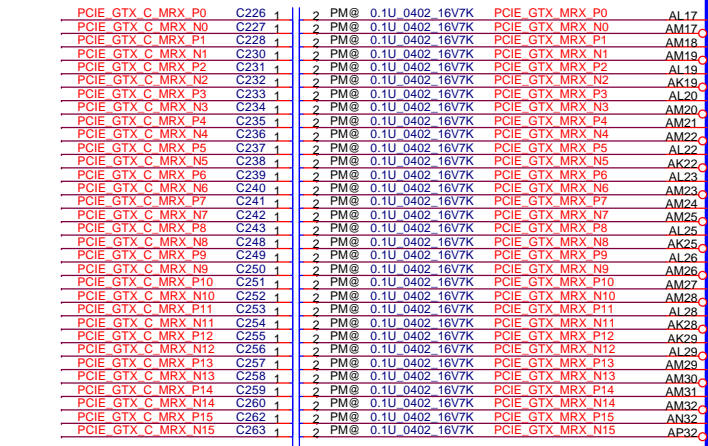 PCIE_GTX_C_MRX_P0 C226 1 2 PM@ 0.1U_0402_16V7K PCIE_GTX_MRX_P0 AL17
PCIE_GTX_C_MRX_N0 C227 1 2 PM@ 0.1U_0402_16V7K PCIE_GTX_MRX_N0 AM17
PCIE_GTX_C_MRX_P1 C228 1 2 PM@ 0.1U_0402_16V7K PCIE_GTX_MRX_P1 AM18
PCIE_GTX_C_MRX_N1 C230 1 2 PM@ 0.1U_0402_16V7K PCIE_GTX_MRX_N1 AM19
PCIE_GTX_C_MRX_P2 C231 1 2 PM@ 0.1U_0402_16V7K PCIE_GTX_MRX_P2 AL19
PCIE_GTX_C_MRX_N2 C232 1 2 PM@ 0.1U_0402_16V7K PCIE_GTX_MRX_N2 AK19
PCIE_GTX_C_MRX_P3 C233 1 2 PM@ 0.1U_0402_16V7K PCIE_GTX_MRX_P3 AL20
PCIE_GTX_C_MRX_N3 C234 1 2 PM@ 0.1U_0402_16V7K PCIE_GTX_MRX_N3 AM20
PCIE_GTX_C_MRX_P4 C235 1 2 PM@ 0.1U_0402_16V7K PCIE_GTX_MRX_P4 AM21
PCIE_GTX_C_MRX_N4 C236 1 2 PM@ 0.1U_0402_16V7K PCIE_GTX_MRX_N4 AM22
PCIE_GTX_C_MRX_P5 C237 1 2 PM@ 0.1U_0402_16V7K PCIE_GTX_MRX_P5 AL22
PCIE_GTX_C_MRX_N5 C238 1 2 PM@ 0.1U_0402_16V7K PCIE_GTX_MRX_N5 AK22
PCIE_GTX_C_MRX_P6 C239 1 2 PM@ 0.1U_0402_16V7K PCIE_GTX_MRX_P6 AL23
PCIE_GTX_C_MRX_N6 C240 1 2 PM@ 0.1U_0402_16V7K PCIE_GTX_MRX_N6 AM23
PCIE_GTX_C_MRX_P7 C241 1 2 PM@ 0.1U_0402_16V7K PCIE_GTX_MRX_P7 AM24
PCIE_GTX_C_MRX_N7 C242 1 2 PM@ 0.1U_0402_16V7K PCIE_GTX_MRX_N7 AM25
PCIE_GTX_C_MRX_P8 C243 1 2 PM@ 0.1U_0402_16V7K PCIE_GTX_MRX_P8 AL25
PCIE_GTX_C_MRX_N8 C248 1 2 PM@ 0.1U_0402_16V7K PCIE_GTX_MRX_N8 AK25
PCIE_GTX_C_MRX_P9 C249 1 2 PM@ 0.1U_0402_16V7K PCIE_GTX_MRX_P9 AL26
PCIE_GTX_C_MRX_N9 C250 1 2 PM@ 0.1U_0402_16V7K PCIE_GTX_MRX_N9 AM26
PCIE_GTX_C_MRX_P10 C251 1 2 PM@ 0.1U_0402_16V7K PCIE_GTX_MRX_P10 AM27
PCIE_GTX_C_MRX_N10 C252 1 2 PM@ 0.1U_0402_16V7K PCIE_GTX_MRX_N10 AM28
PCIE_GTX_C_MRX_P11 C253 1 2 PM@ 0.1U_0402_16V7K PCIE_GTX_MRX_P11 AL28
PCIE_GTX_C_MRX_N11 C254 1 2 PM@ 0.1U_0402_16V7K PCIE_GTX_MRX_N11 AK28
PCIE_GTX_C_MRX_P12 C255 1 2 PM@ 0.1U_0402_16V7K PCIE_GTX_MRX_P12 AK29
PCIE_GTX_C_MRX_N12 C256 1 2 PM@ 0.1U_0402_16V7K PCIE_GTX_MRX_N12 AL29
PCIE_GTX_C_MRX_P13 C257 1 2 PM@ 0.1U_0402_16V7K PCIE_GTX_MRX_P13 AM29
PCIE_GTX_C_MRX_N13 C258 1 2 PM@ 0.1U_0402_16V7K PCIE_GTX_MRX_N13 AM30
PCIE_GTX_C_MRX_P14 C259 1 2 PM@ 0.1U_0402_16V7K PCIE_GTX_MRX_P14 AM31
PCIE_GTX_C_MRX_N14 C260 1 2 PM@ 0.1U_0402_16V7K PCIE_GTX_MRX_N14 AM32
PCIE_GTX_C_MRX_P15 C262 1 2 PM@ 0.1U_0402_16V7K PCIE_GTX_MRX_P15 AN32
PCIE_GTX_C_MRX_N15 C263 1 2 PM@ 0.1U_0402_16V7K PCIE_GTX_MRX_N15 AP32